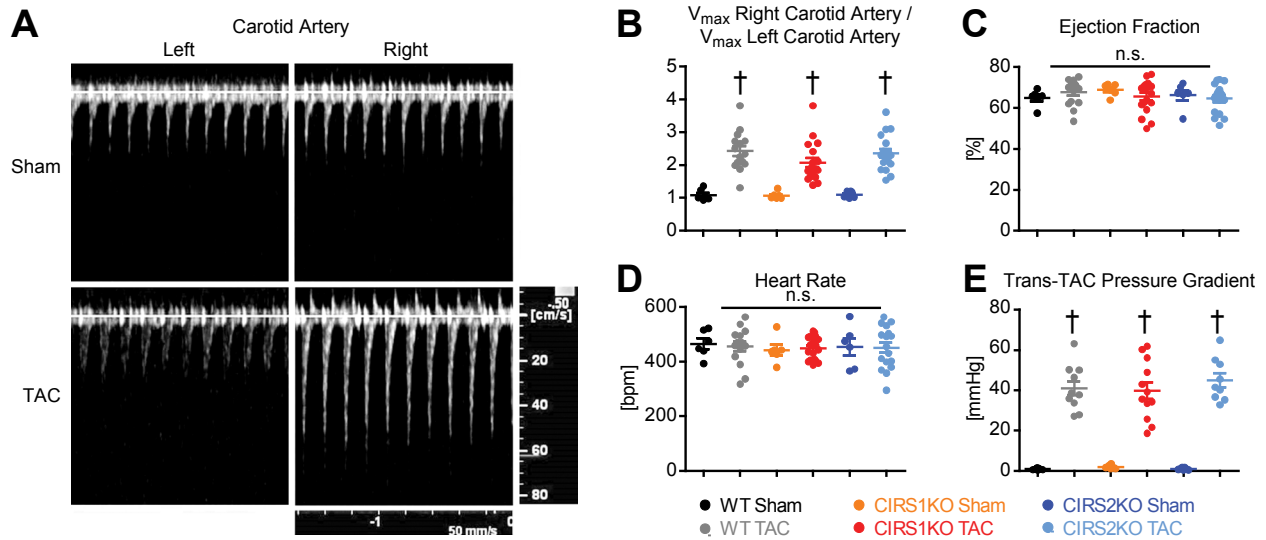 A
Carotid Artery
Left
Right
Sham
TAC
-.50
[cm/s]
20
40
60
80
-1
0
50 mm/s
B
Vmax Right Carotid Artery /
Vmax Left Carotid Artery
5
4
3
2
1
0
† † †
C
Ejection Fraction
n.s.
[%]
80
60
40
20
0
D
Heart Rate
n.s.
[bpm]
600
400
200
0
E
Trans-TAC Pressure Gradient
[mmHg]
80
60
40
20
0
† † †
WT Sham
CIRS1KO Sham
CIRS2KO Sham
WT TAC
CIRS1KO TAC
CIRS2KO TAC